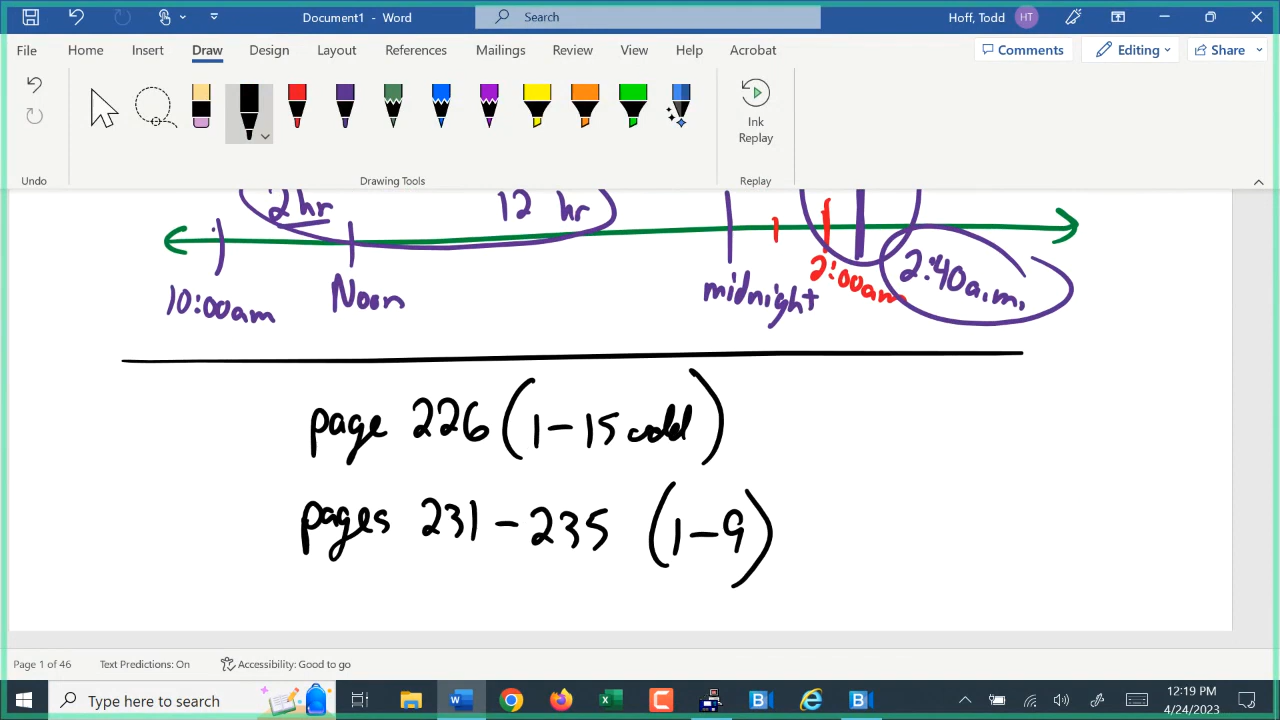 Document1 - Word
Search
Hoff, Todd
HT
File
Home
Insert
Draw
Design
Layout
References
Mailings
Review
View
Help
Acrobat
Comments
Editing
Share
Ink
Replay
Undo
Drawing Tools
Replay
2 hr
12 hr
10:00am
Noon
midnight
2:00am
2:40a.m.
page 226 (1-15 odd)
pages 231-235 (1-9)
Page 1 of 46
Text Predictions: On
Accessibility: Good to go
Type here to search
12:19 PM
4/24/2023